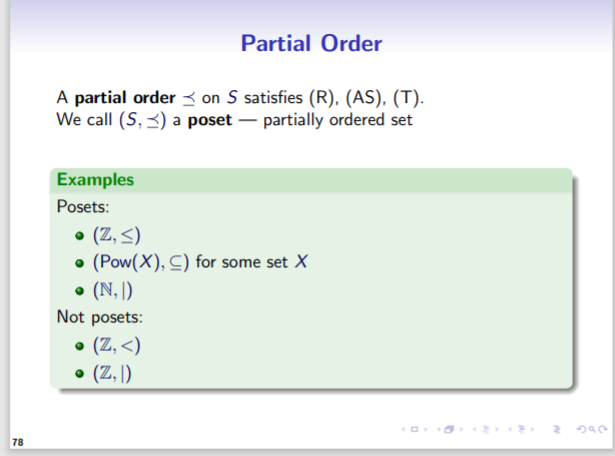 Partial Order
A partial order ⪯ on S satisfies (R), (AS), (T).
We call (S, ⪯) a poset — partially ordered set
Examples
Posets:
(ℤ, ≤)
(Pow(X), ⊆) for some set X
(ℕ, |)
Not posets:
(ℤ, <)
(ℤ, |)
78